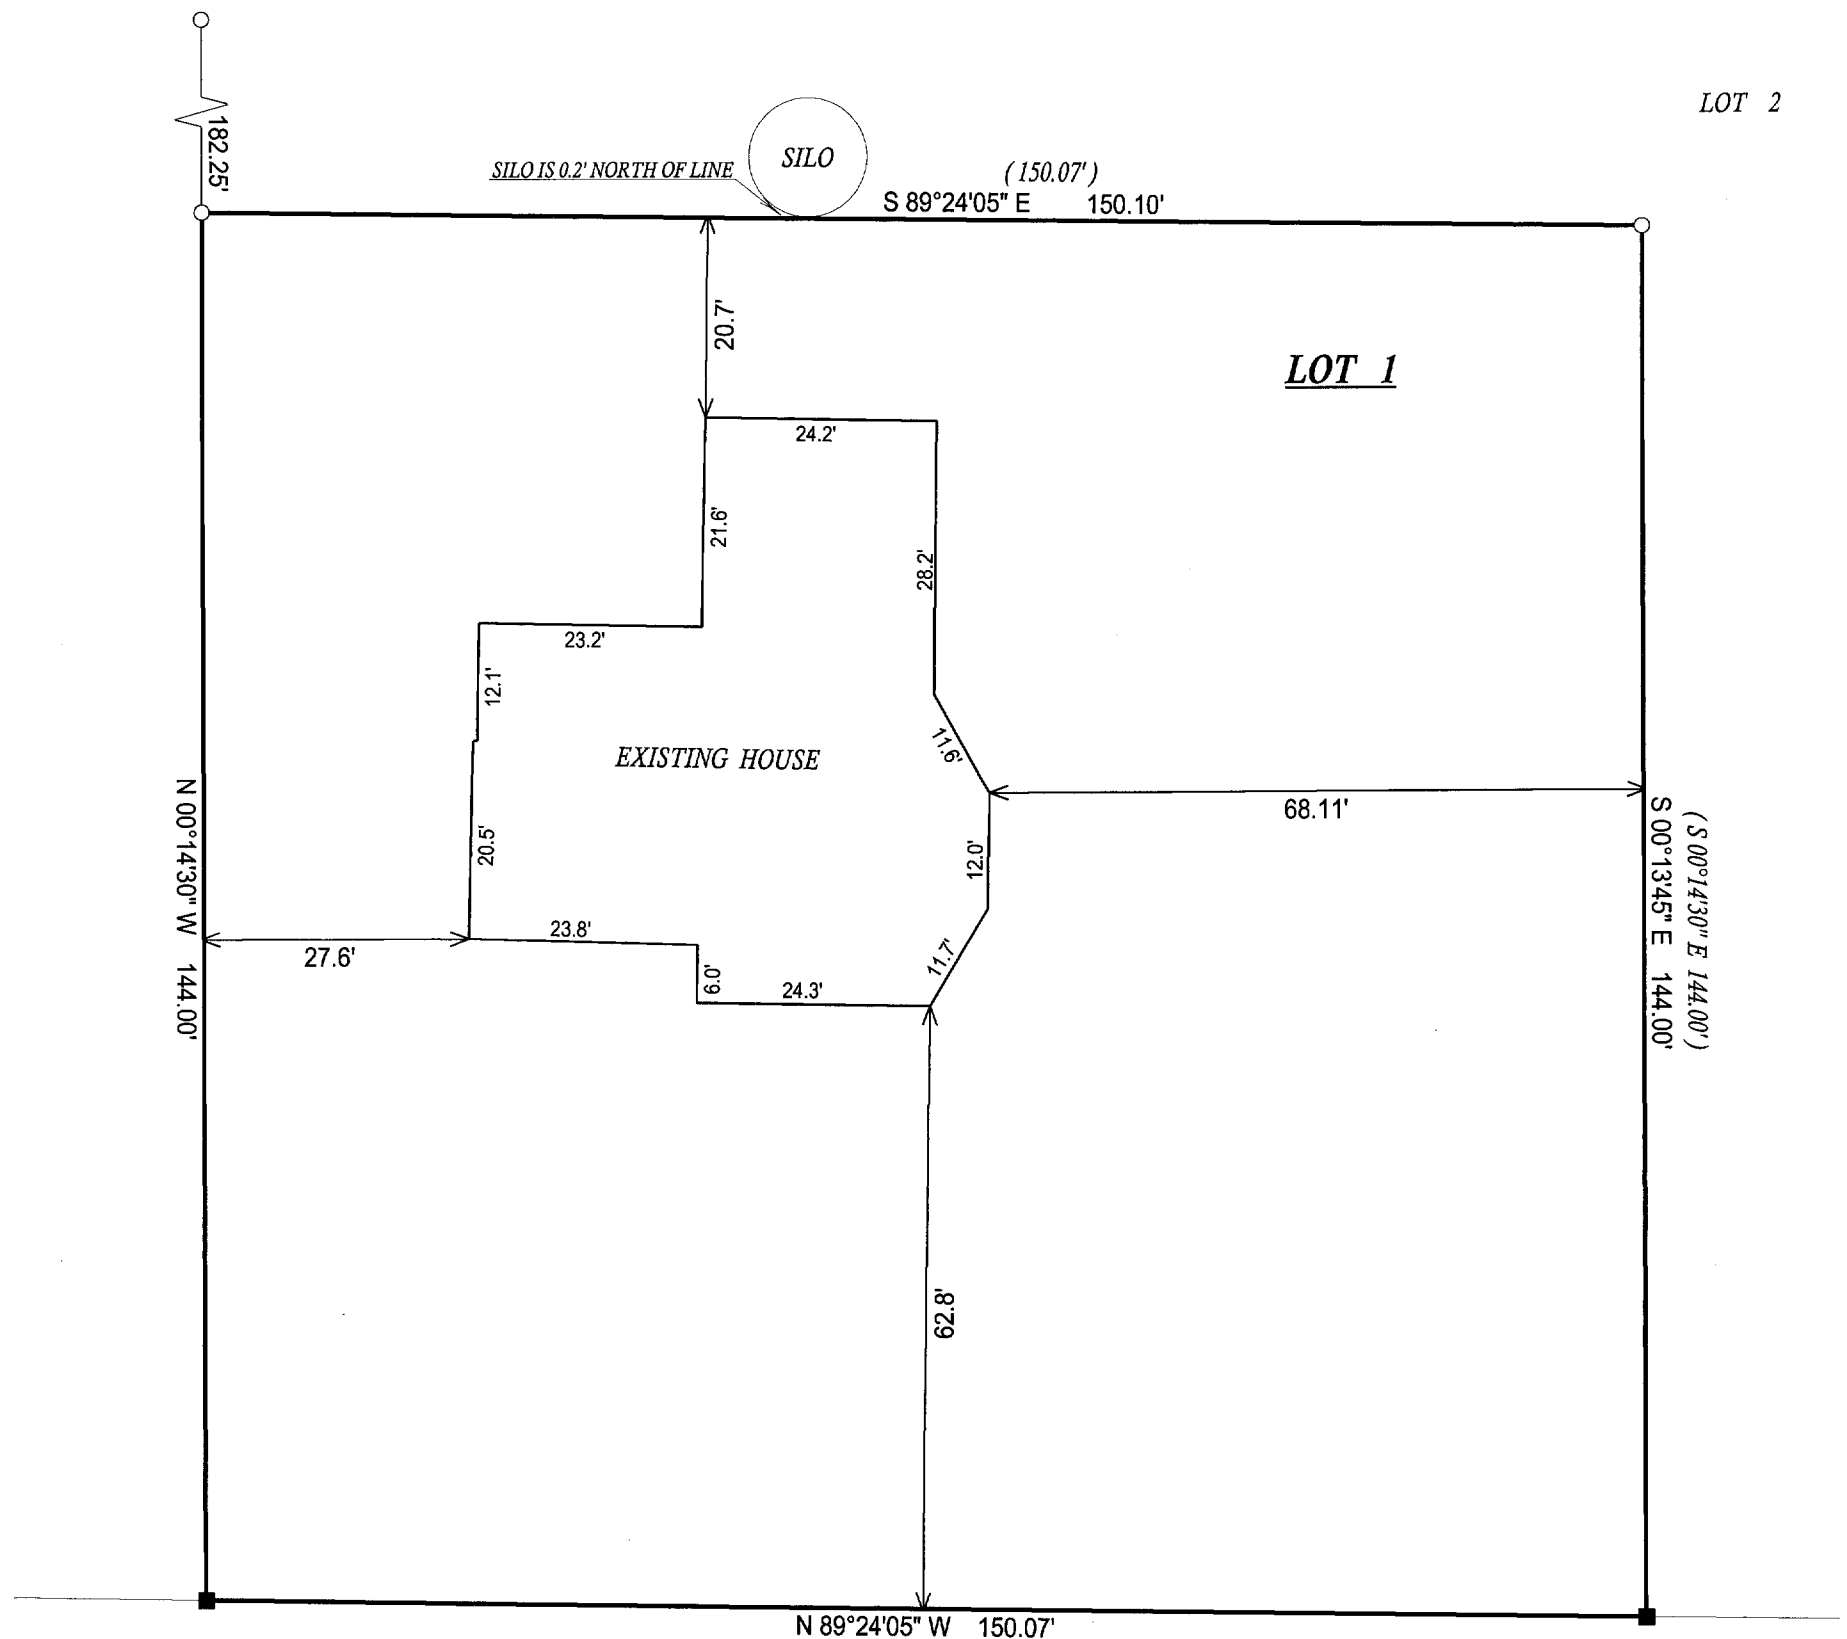 LOT 2
182.25'
SILO
SILO IS 0.2' NORTH OF LINE
(150.07')
S 89°24'05" E 150.10'
20.7'
LOT 1
24.2'
21.6'
28.2'
23.2'
12.1'
11.6'
EXISTING HOUSE
68.11'
N 00°14'30" W 144.00'
S 00°13'45" E 144.00'
(S 00°14'30" E 144.00')
20.5'
12.0'
23.8'
27.6'
11.7'
6.0'
24.3'
62.8'
N 89°24'05" W 150.07'